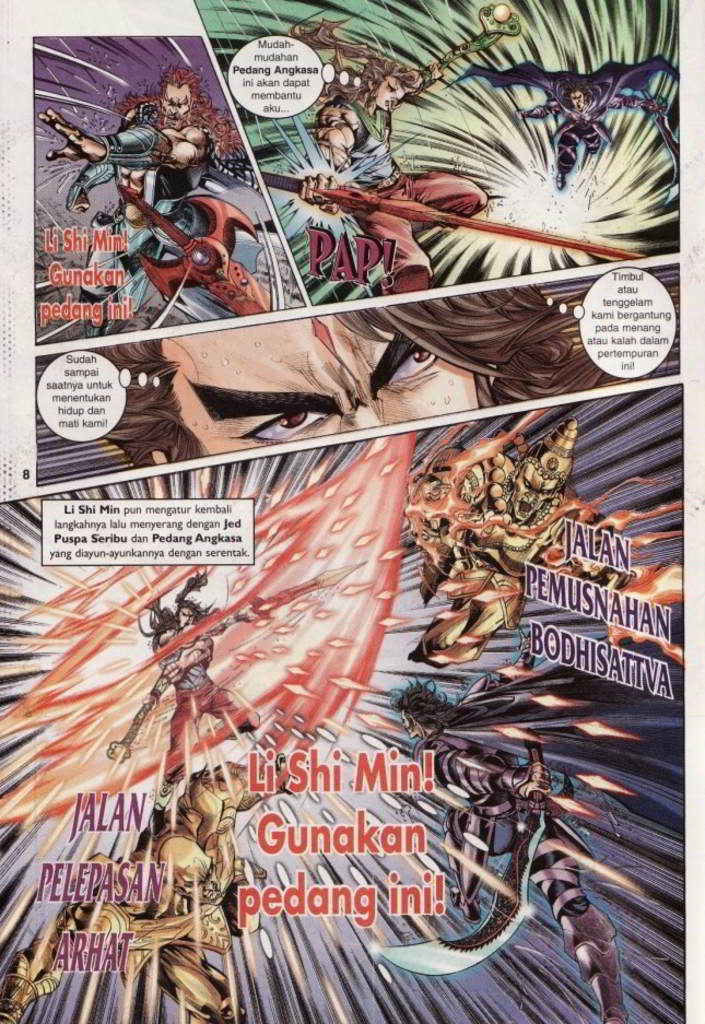 Li Shi Min!
Gunakan
pedang ini!
Mudah-
mudahan
Pedang Angkasa
ini akan dapat
membantu
aku...
PAP!
Sudah
sampai
saatnya untuk
menentukan
hidup dan
mati kami!
Timbul
atau
tenggelam
kami bergantung
pada menang
atau kalah dalam
pertempuran
ini!
8
Li Shi Min pun mengatur kembali
langkahnya lalu menyerang dengan Jed
Puspa Seribu dan Pedang Angkasa
yang diayun-ayunkannya dengan serentak.
JALAN
PEMUSNAHAN
BODHISATTVA
Li Shi Min!
Gunakan
pedang ini!
JALAN
PELEPASAN
ARHAT